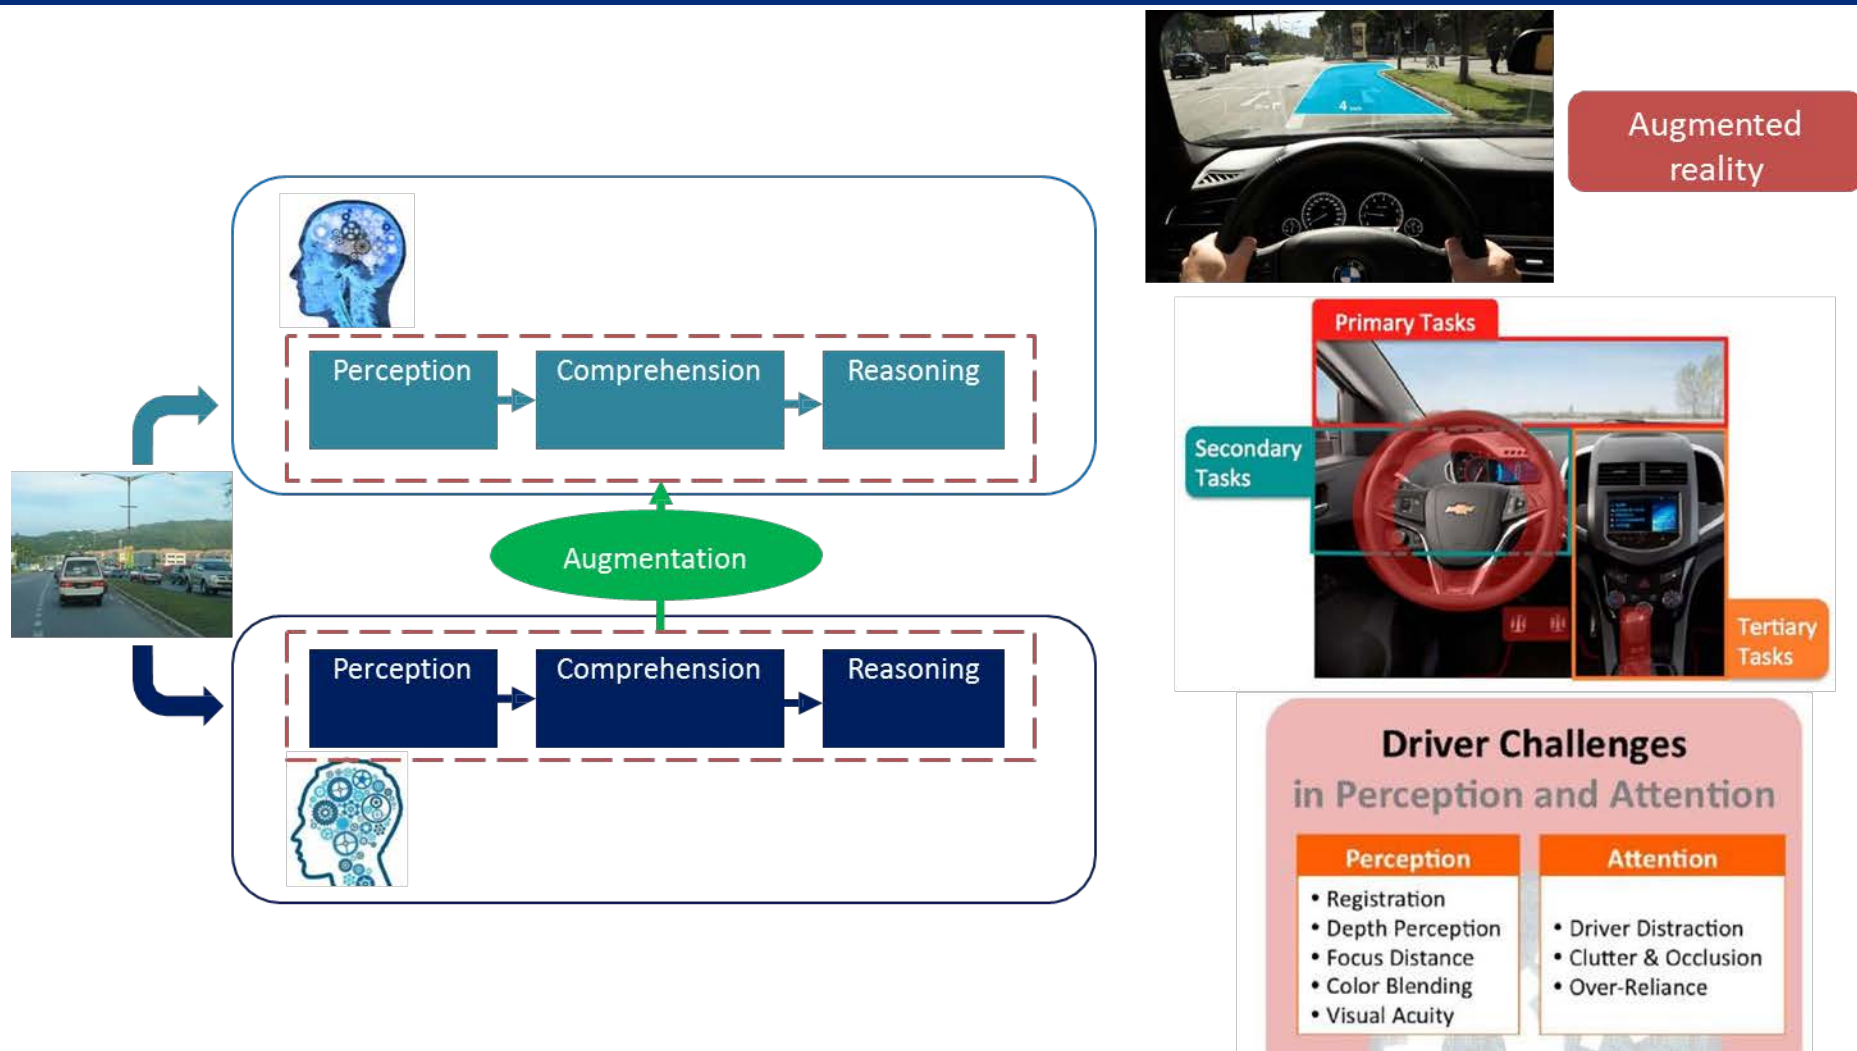 Perception
Comprehension
Reasoning
Augmentation
Perception
Comprehension
Reasoning
4
Augmented
reality
Primary Tasks
Secondary
Tasks
Tertiary
Tasks
Driver Challenges
in Perception and Attention
Perception
• Registration
• Depth Perception
• Focus Distance
• Color Blending
• Visual Acuity
Attention
• Driver Distraction
• Clutter & Occlusion
• Over-Reliance